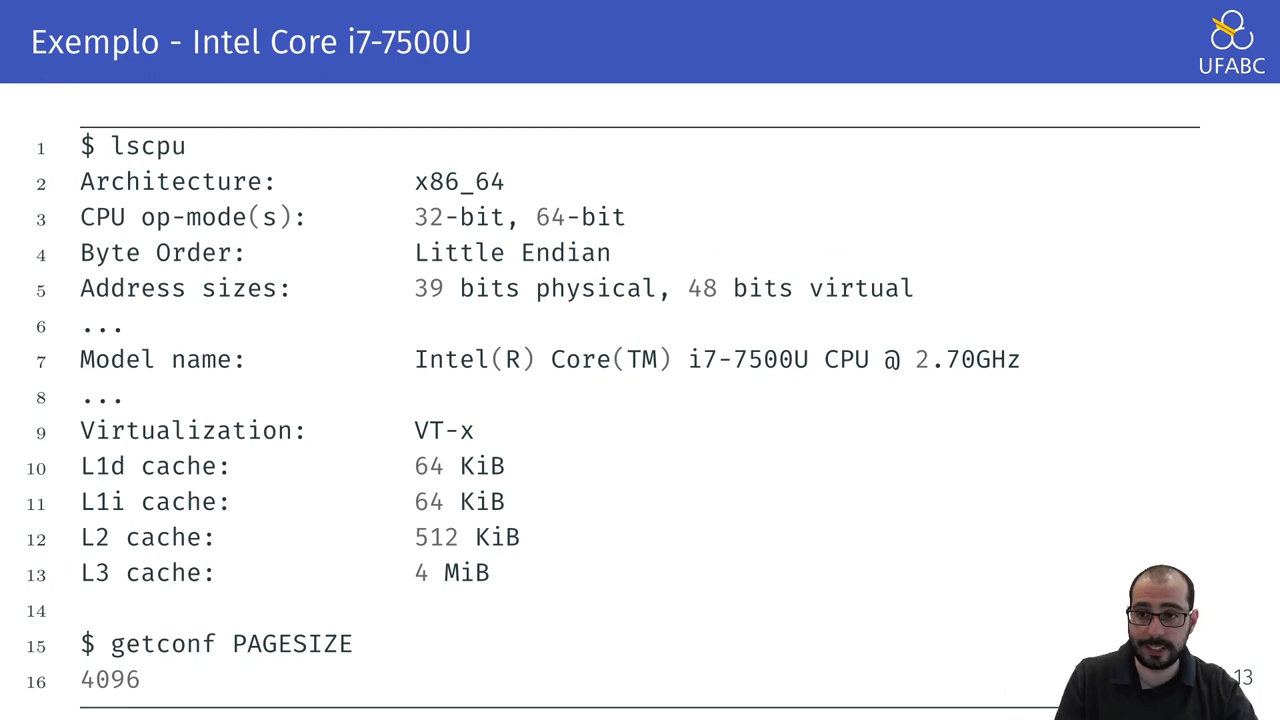 Exemplo - Intel Core i7-7500U
UFABC
1 $ lscpu
2 Architecture: x86_64
3 CPU op-mode(s): 32-bit, 64-bit
4 Byte Order: Little Endian
5 Address sizes: 39 bits physical, 48 bits virtual
6 ...
7 Model name: Intel(R) Core(TM) i7-7500U CPU @ 2.70GHz
8 ...
9 Virtualization: VT-x
10 L1d cache: 64 KiB
11 L1i cache: 64 KiB
12 L2 cache: 512 KiB
13 L3 cache: 4 MiB
14
15 $ getconf PAGESIZE
16 4096
13